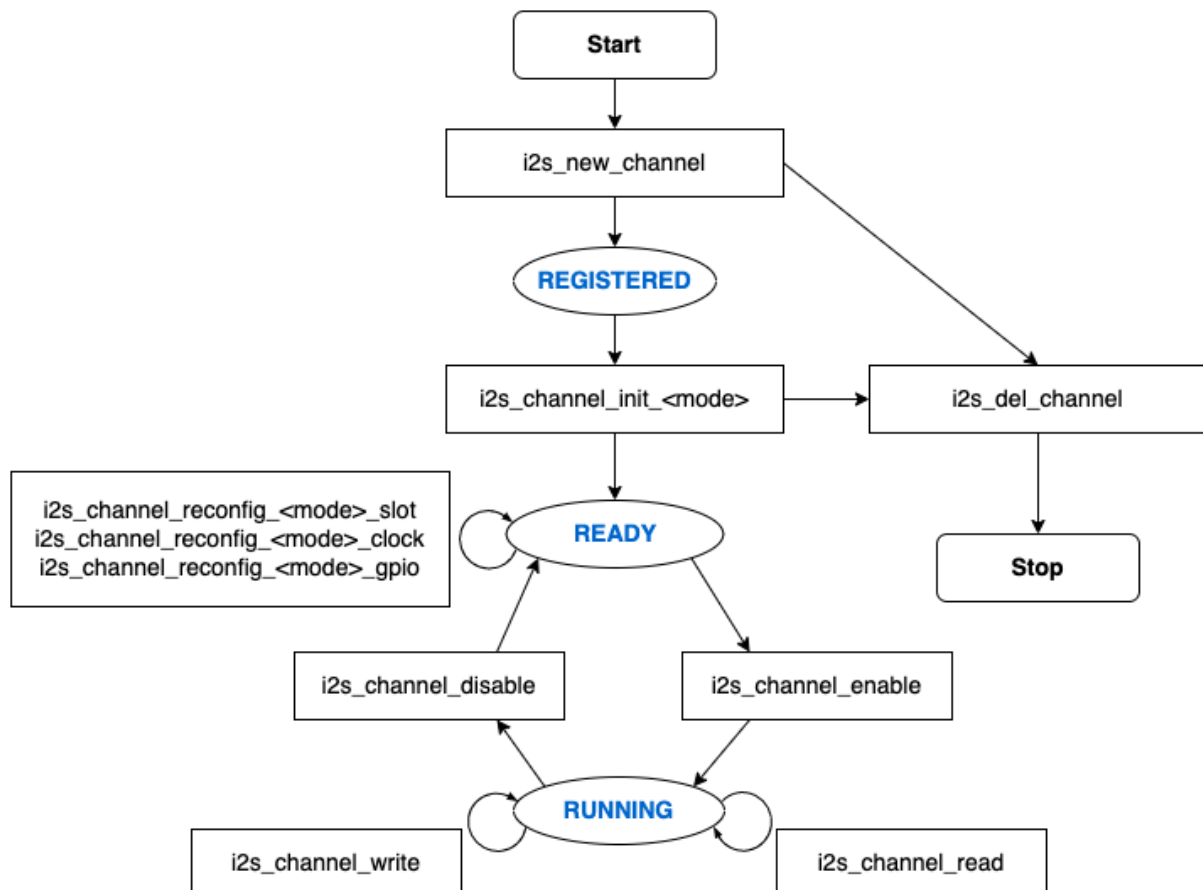 Start
i2s_new_channel
REGISTERED
i2s_channel_init_<mode>
i2s_del_channel
i2s_channel_reconfig_<mode>_slot
i2s_channel_reconfig_<mode>_clock
i2s_channel_reconfig_<mode>_gpio
READY
Stop
i2s_channel_disable
i2s_channel_enable
RUNNING
i2s_channel_write
i2s_channel_read